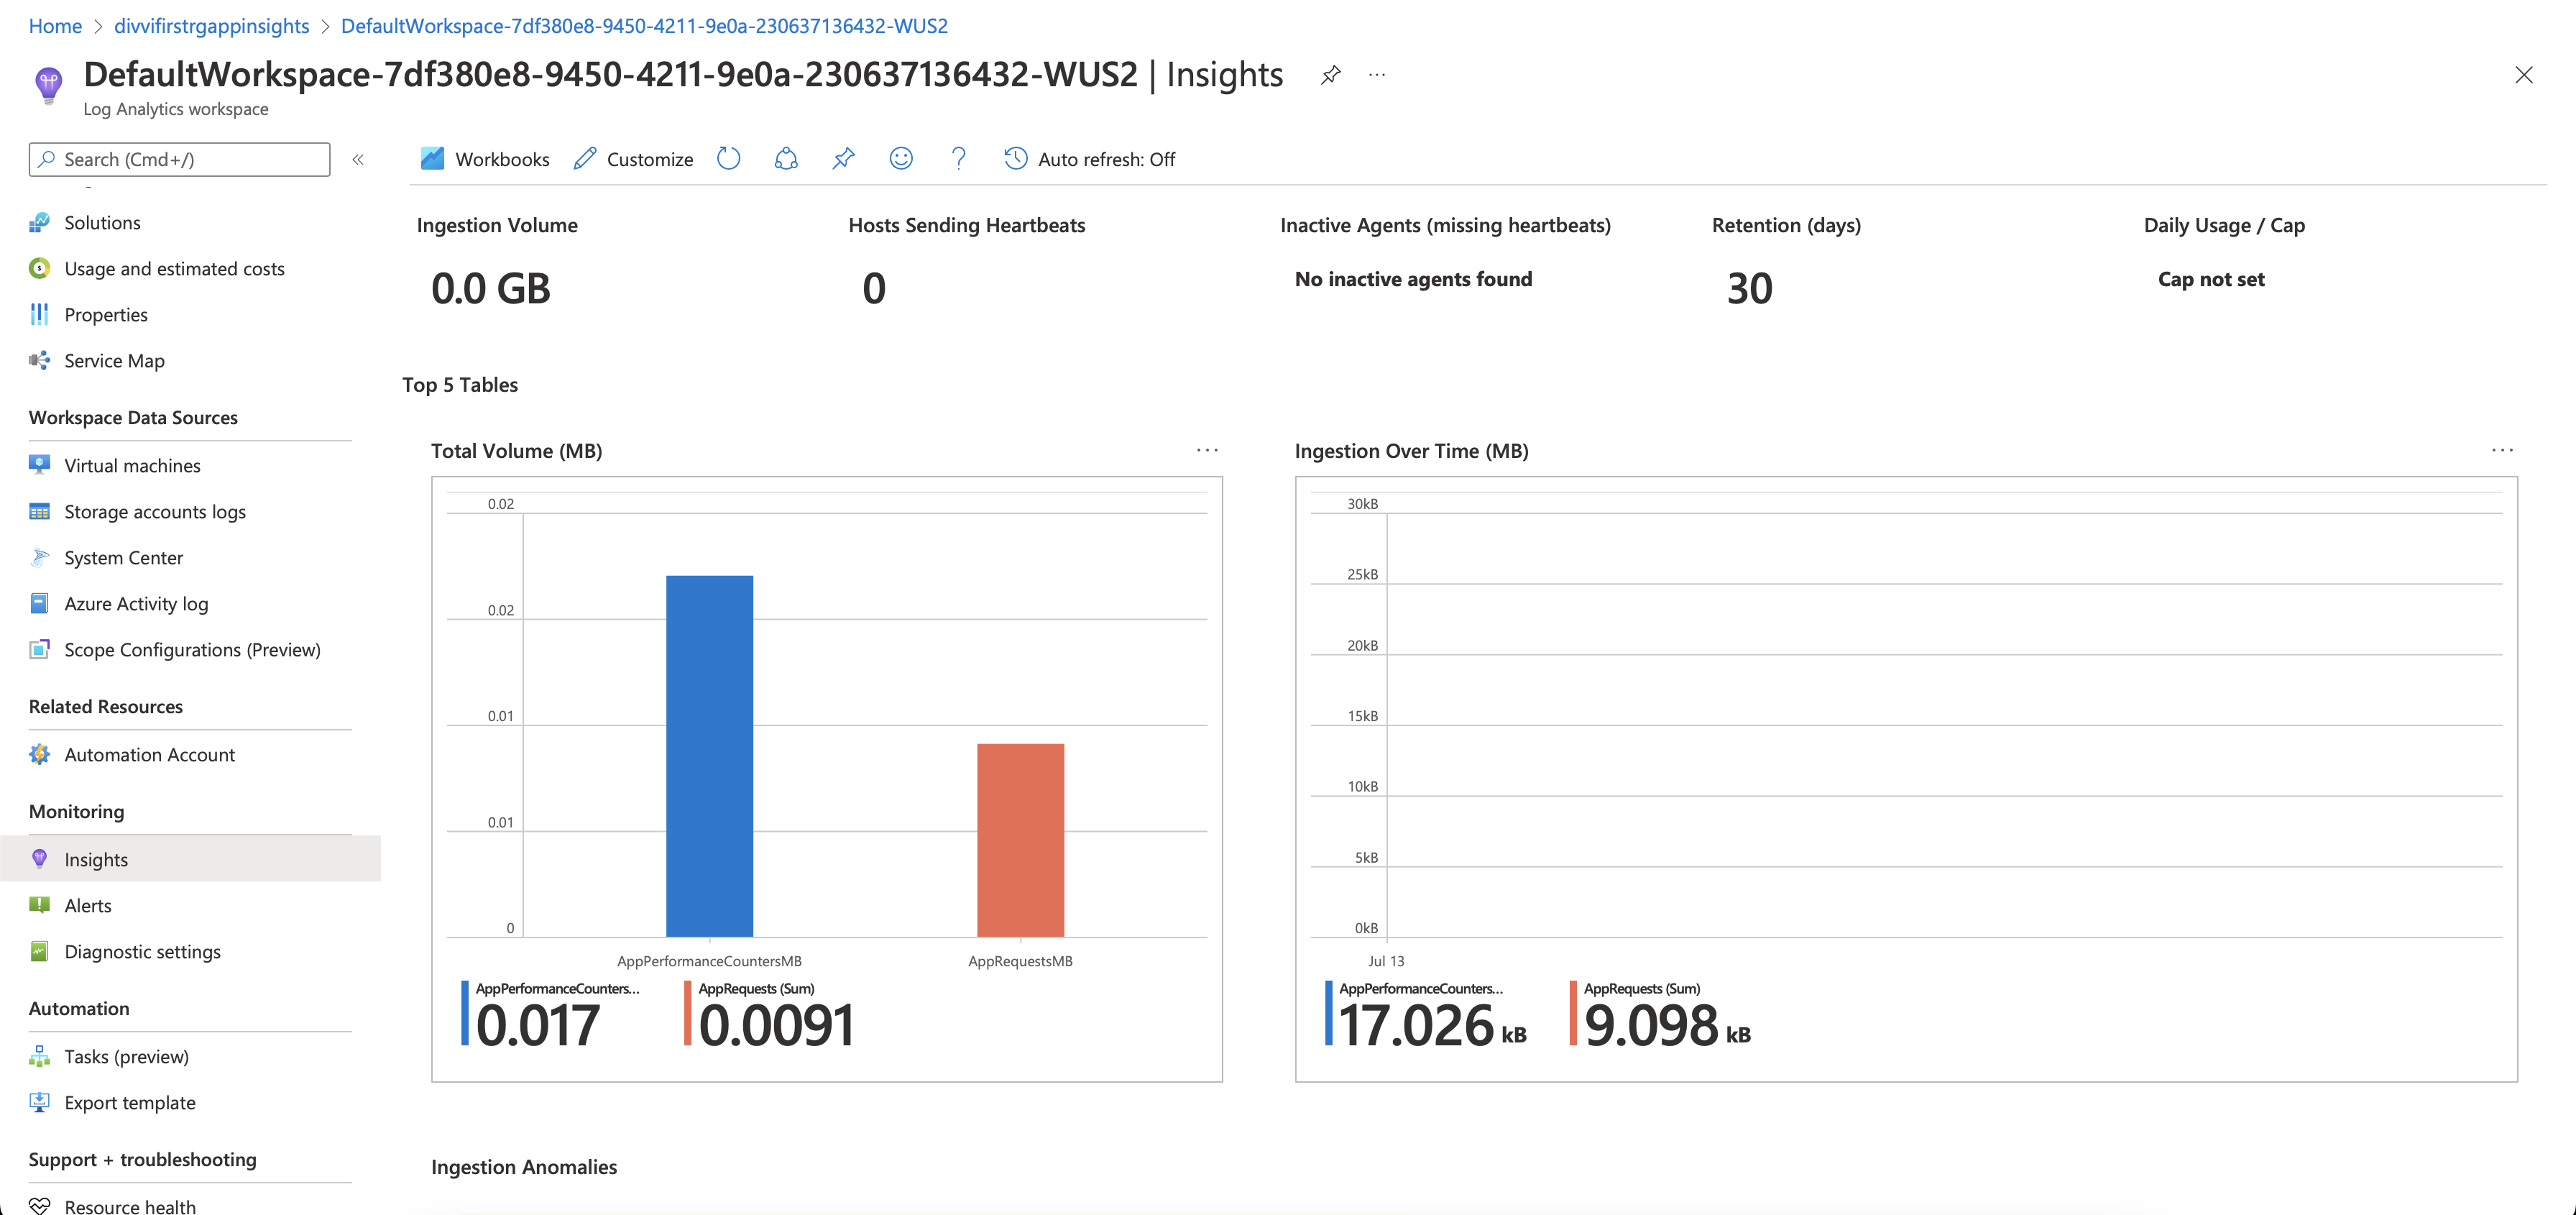 Home > divvifirstrgappinsights > DefaultWorkspace-7df380e8-9450-4211-9e0a-230637136432-WUS2
DefaultWorkspace-7df380e8-9450-4211-9e0a-230637136432-WUS2 | Insights
Log Analytics workspace
Search (Cmd+/)
«
Workbooks
Customize
Auto refresh: Off
Solutions
Usage and estimated costs
Properties
Service Map
Workspace Data Sources
Virtual machines
Storage accounts logs
System Center
Azure Activity log
Scope Configurations (Preview)
Related Resources
Automation Account
Monitoring
Insights
Alerts
Diagnostic settings
Automation
Tasks (preview)
Export template
Support + troubleshooting
Resource health
Ingestion Volume
0.0 GB
Hosts Sending Heartbeats
0
Inactive Agents (missing heartbeats)
No inactive agents found
Retention (days)
30
Daily Usage / Cap
Cap not set
Top 5 Tables
Total Volume (MB)
0.02
0.02
0.01
0.01
0
AppPerformanceCountersMB
AppRequestsMB
AppPerformanceCounters...
0.017
AppRequests (Sum)
0.0091
Ingestion Over Time (MB)
30kB
25kB
20kB
15kB
10kB
5kB
0kB
Jul 13
AppPerformanceCounters...
17.026 kB
AppRequests (Sum)
9.098 kB
Ingestion Anomalies